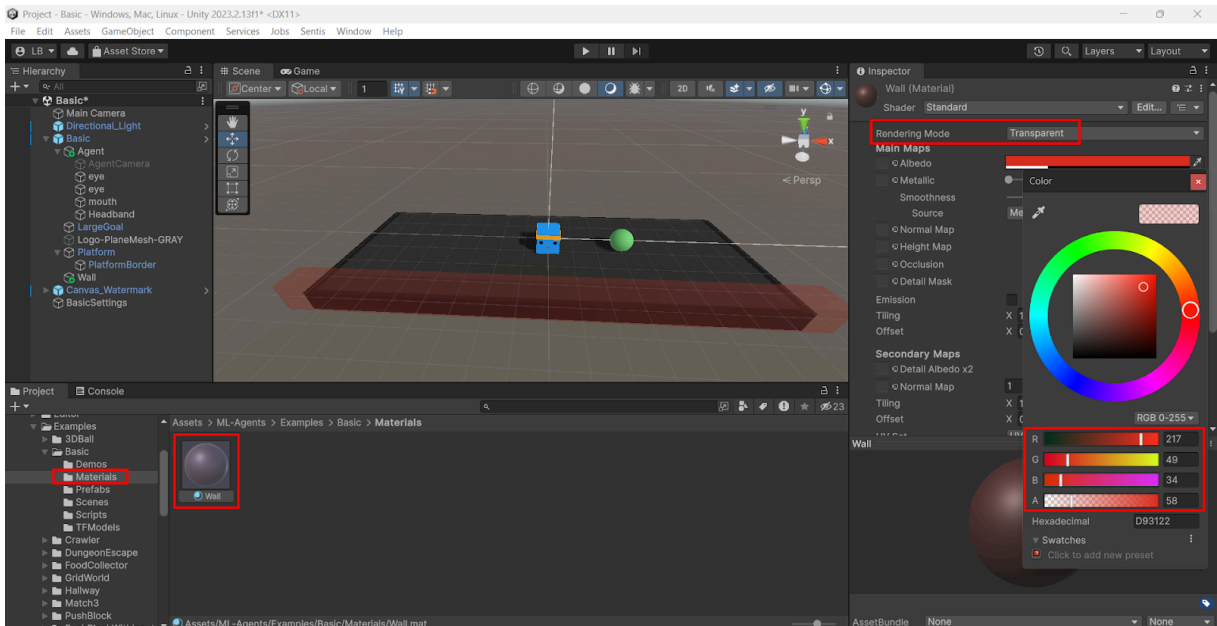 Project - Basic - Windows, Mac, Linux - Unity 2023.2.13f1* <DX11>
File Edit Assets GameObject Component Services Jobs Sentis Window Help
LB Asset Store Layers Layout
Hierarchy
All
Basic*
Main Camera
Directional_Light
Basic
Agent
AgentCamera
eye
eye
mouth
Headband
LargeGoal
Logo-PlaneMesh-GRAY
Platform
PlatformBorder
Wall
Canvas_Watermark
BasicSettings
Scene Game
Center Local 1 2D
y
x
Persp
Inspector
Wall (Material)
Shader Standard Edit...
Rendering Mode Transparent
Main Maps
Albedo
Metallic
Smoothness
Source Me
Normal Map
Height Map
Occlusion
Detail Mask
Emission
Tiling X 1
Offset X
Secondary Maps
Detail Albedo x2
Normal Map 1
Tiling X 1
Offset X
Color
RGB 0-255
R 217
G 49
B 34
A 58
Hexadecimal D93122
Swatches
Click to add new preset
Wall
AssetBundle None None
Project Console
23
Examples
3DBall
Basic
Demos
Materials
Prefabs
Scenes
Scripts
TFModels
Crawler
DungeonEscape
FoodCollector
GridWorld
Hallway
Match3
PushBlock
Assets > ML-Agents > Examples > Basic > Materials
Wall
Assets/ML-Agents/Examples/Basic/Materials/Wall.mat